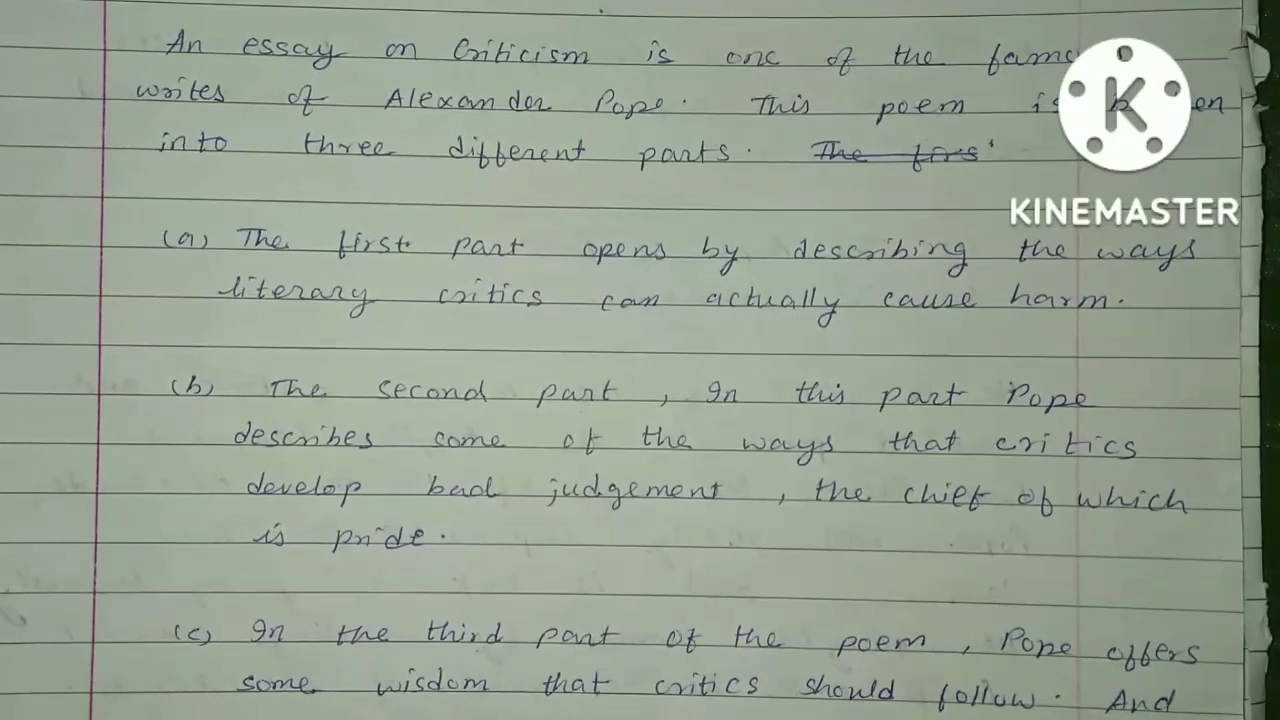 An essay on Criticism is one of the
writes of Alexander Pope. This poem
into three different parts. The firs
KINEMASTER
(a) The first part opens by describing the ways
literary critics can actually cause harm.
(b) The second part, In this part Pope
describes some of the ways that critics
develop bad judgement, the chief of which
is pride.
(c) In the third part of the poem, Pope offers
some wisdom that critics should follow. And